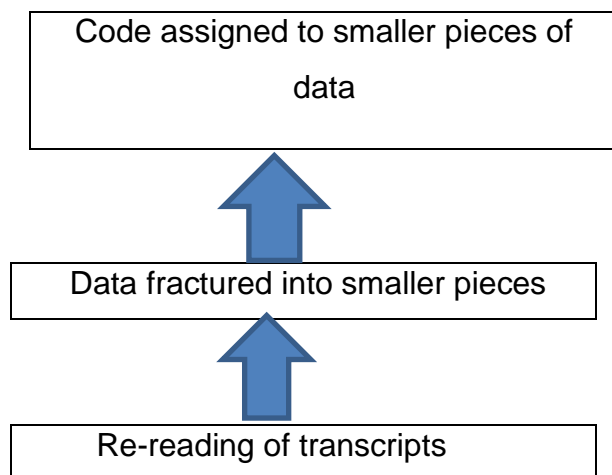 Code assigned to smaller pieces of
data
Data fractured into smaller pieces
Re-reading of transcripts